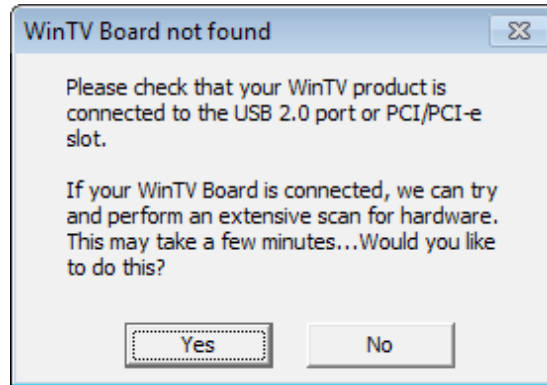 WinTV Board not found
Please check that your WinTV product is
connected to the USB 2.0 port or PCI/PCI-e
slot.
If your WinTV Board is connected, we can try
and perform an extensive scan for hardware.
This may take a few minutes...Would you like
to do this?
Yes
No